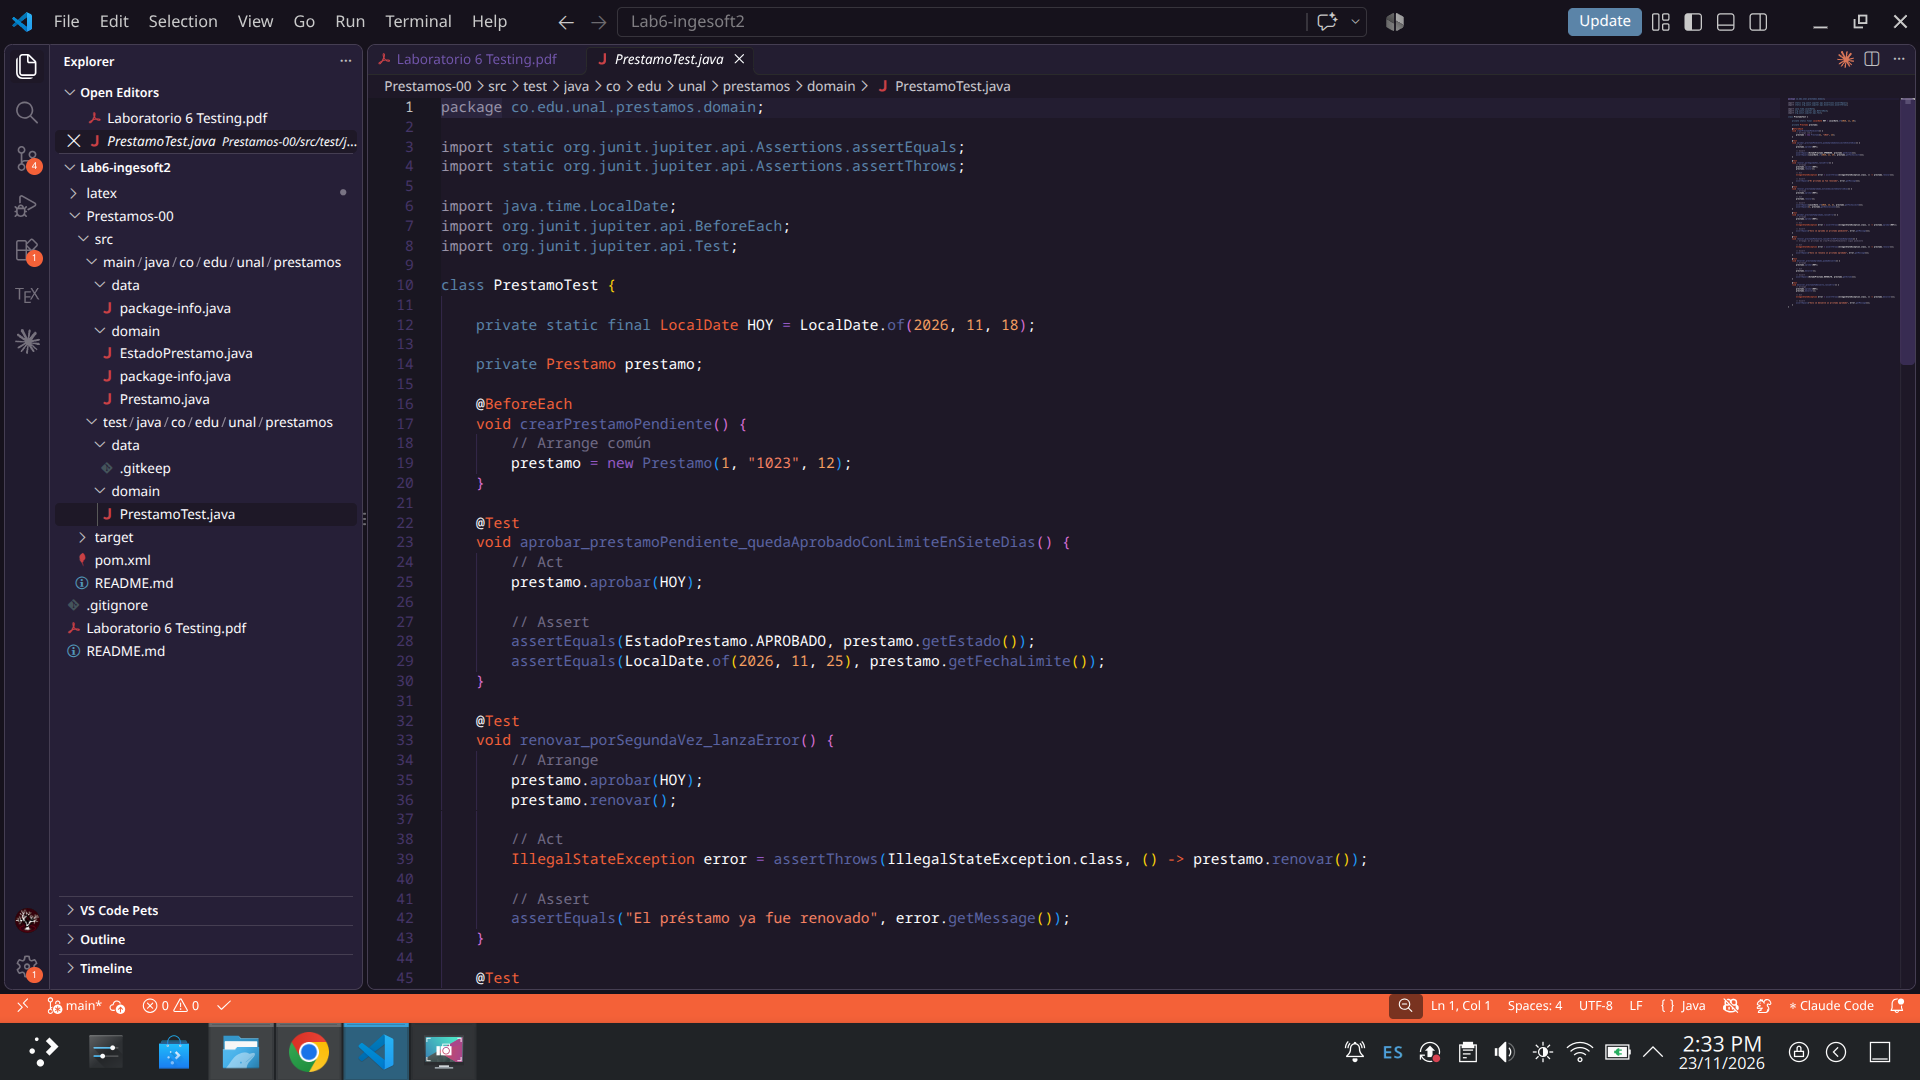 File Edit Selection View Go Run Terminal Help
Lab6-ingesoft2
Update
Explorer
Open Editors
Laboratorio 6 Testing.pdf
PrestamoTest.java Prestamos-00/src/test/j...
Lab6-ingesoft2
latex
Prestamos-00
src
main / java / co / edu / unal / prestamos
data
package-info.java
domain
EstadoPrestamo.java
package-info.java
Prestamo.java
test / java / co / edu / unal / prestamos
data
.gitkeep
domain
PrestamoTest.java
target
pom.xml
README.md
.gitignore
Laboratorio 6 Testing.pdf
README.md
VS Code Pets
Outline
Timeline
4
1
TEX
1
Laboratorio 6 Testing.pdf
PrestamoTest.java
Prestamos-00 > src > test > java > co > edu > unal > prestamos > domain > PrestamoTest.java
1 package co.edu.unal.prestamos.domain;
2
3 import static org.junit.jupiter.api.Assertions.assertEquals;
4 import static org.junit.jupiter.api.Assertions.assertThrows;
5
6 import java.time.LocalDate;
7 import org.junit.jupiter.api.BeforeEach;
8 import org.junit.jupiter.api.Test;
9
10 class PrestamoTest {
11
12 private static final LocalDate HOY = LocalDate.of(2026, 11, 18);
13
14 private Prestamo prestamo;
15
16 @BeforeEach
17 void crearPrestamoPendiente() {
18 // Arrange común
19 prestamo = new Prestamo(1, "1023", 12);
20 }
21
22 @Test
23 void aprobar_prestamoPendiente_quedaAprobadoConLimiteEnSieteDias() {
24 // Act
25 prestamo.aprobar(HOY);
26
27 // Assert
28 assertEquals(EstadoPrestamo.APROBADO, prestamo.getEstado());
29 assertEquals(LocalDate.of(2026, 11, 25), prestamo.getFechaLimite());
30 }
31
32 @Test
33 void renovar_porSegundaVez_lanzaError() {
34 // Arrange
35 prestamo.aprobar(HOY);
36 prestamo.renovar();
37
38 // Act
39 IllegalStateException error = assertThrows(IllegalStateException.class, () -> prestamo.renovar());
40
41 // Assert
42 assertEquals("El préstamo ya fue renovado", error.getMessage());
43 }
44
45 @Test
main* 0 0
Ln 1, Col 1 Spaces: 4 UTF-8 LF { } Java Claude Code
ES
2:33 PM
23/11/2026